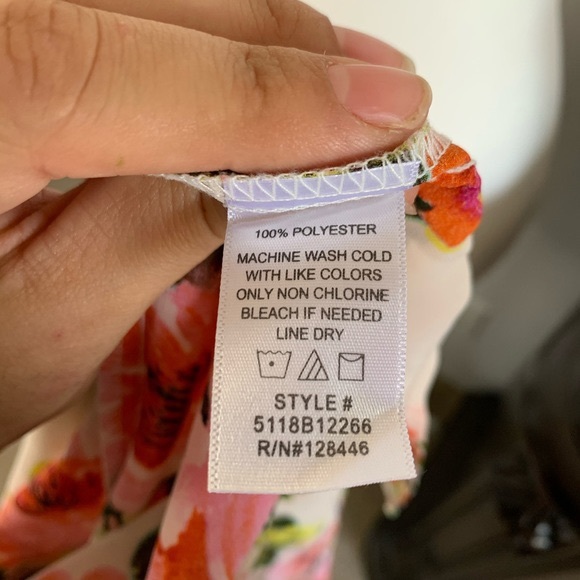 100% POLYESTER
MACHINE WASH COLD
WITH LIKE COLORS
ONLY NON CHLORINE
BLEACH IF NEEDED
LINE DRY
STYLE #
5118B12266
R/N#128446